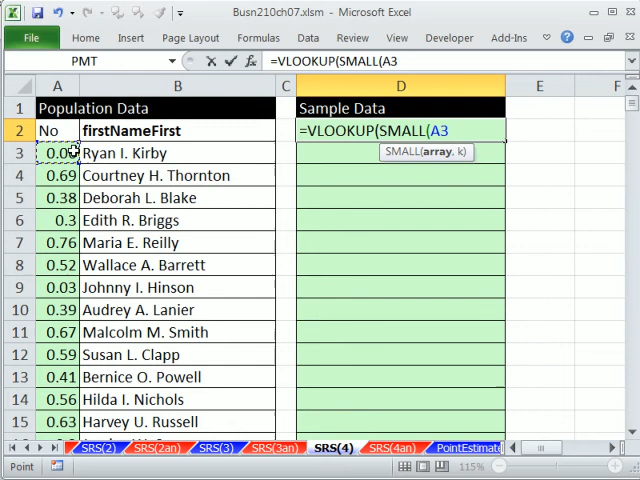 Busn210ch07.xlsm - Microsoft Excel
File Home Insert Page Layout Formulas Data Review View Developer Add-Ins
PMT =VLOOKUP(SMALL(A3
A B C D E F
1 Population Data Sample Data
2 No firstNameFirst =VLOOKUP(SMALL(A3
3 Ryan I. Kirby SMALL(array, k)
4 0.69 Courtney H. Thornton
5 0.38 Deborah L. Blake
6 0.3 Edith R. Briggs
7 0.76 Maria E. Reilly
8 0.52 Wallace A. Barrett
9 0.03 Johnny I. Hinson
10 0.39 Audrey A. Lanier
11 0.67 Malcolm M. Smith
12 0.59 Susan L. Clapp
13 0.41 Bernice O. Powell
14 0.56 Hilda I. Nichols
15 0.63 Harvey U. Russell
SRS(2) SRS(2an) SRS(3) SRS(3an) SRS(4) SRS(4an) PointEstimate
Point 115%